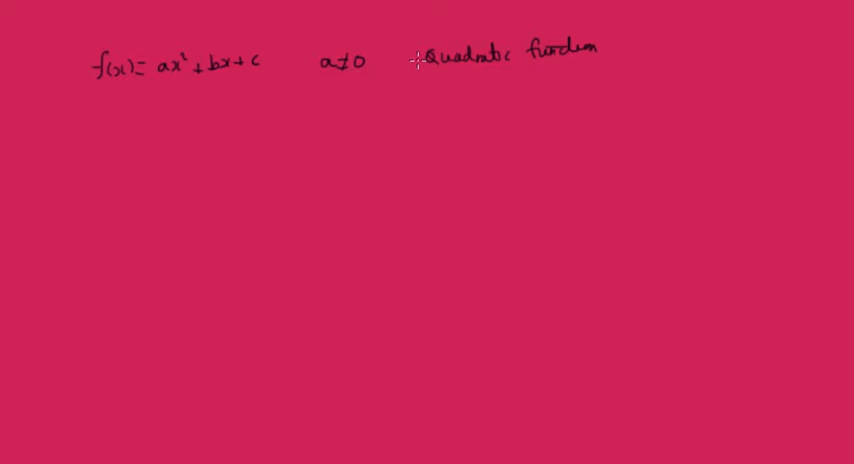 f(x) = ax² + bx + c a ≠ 0 Quadratic function